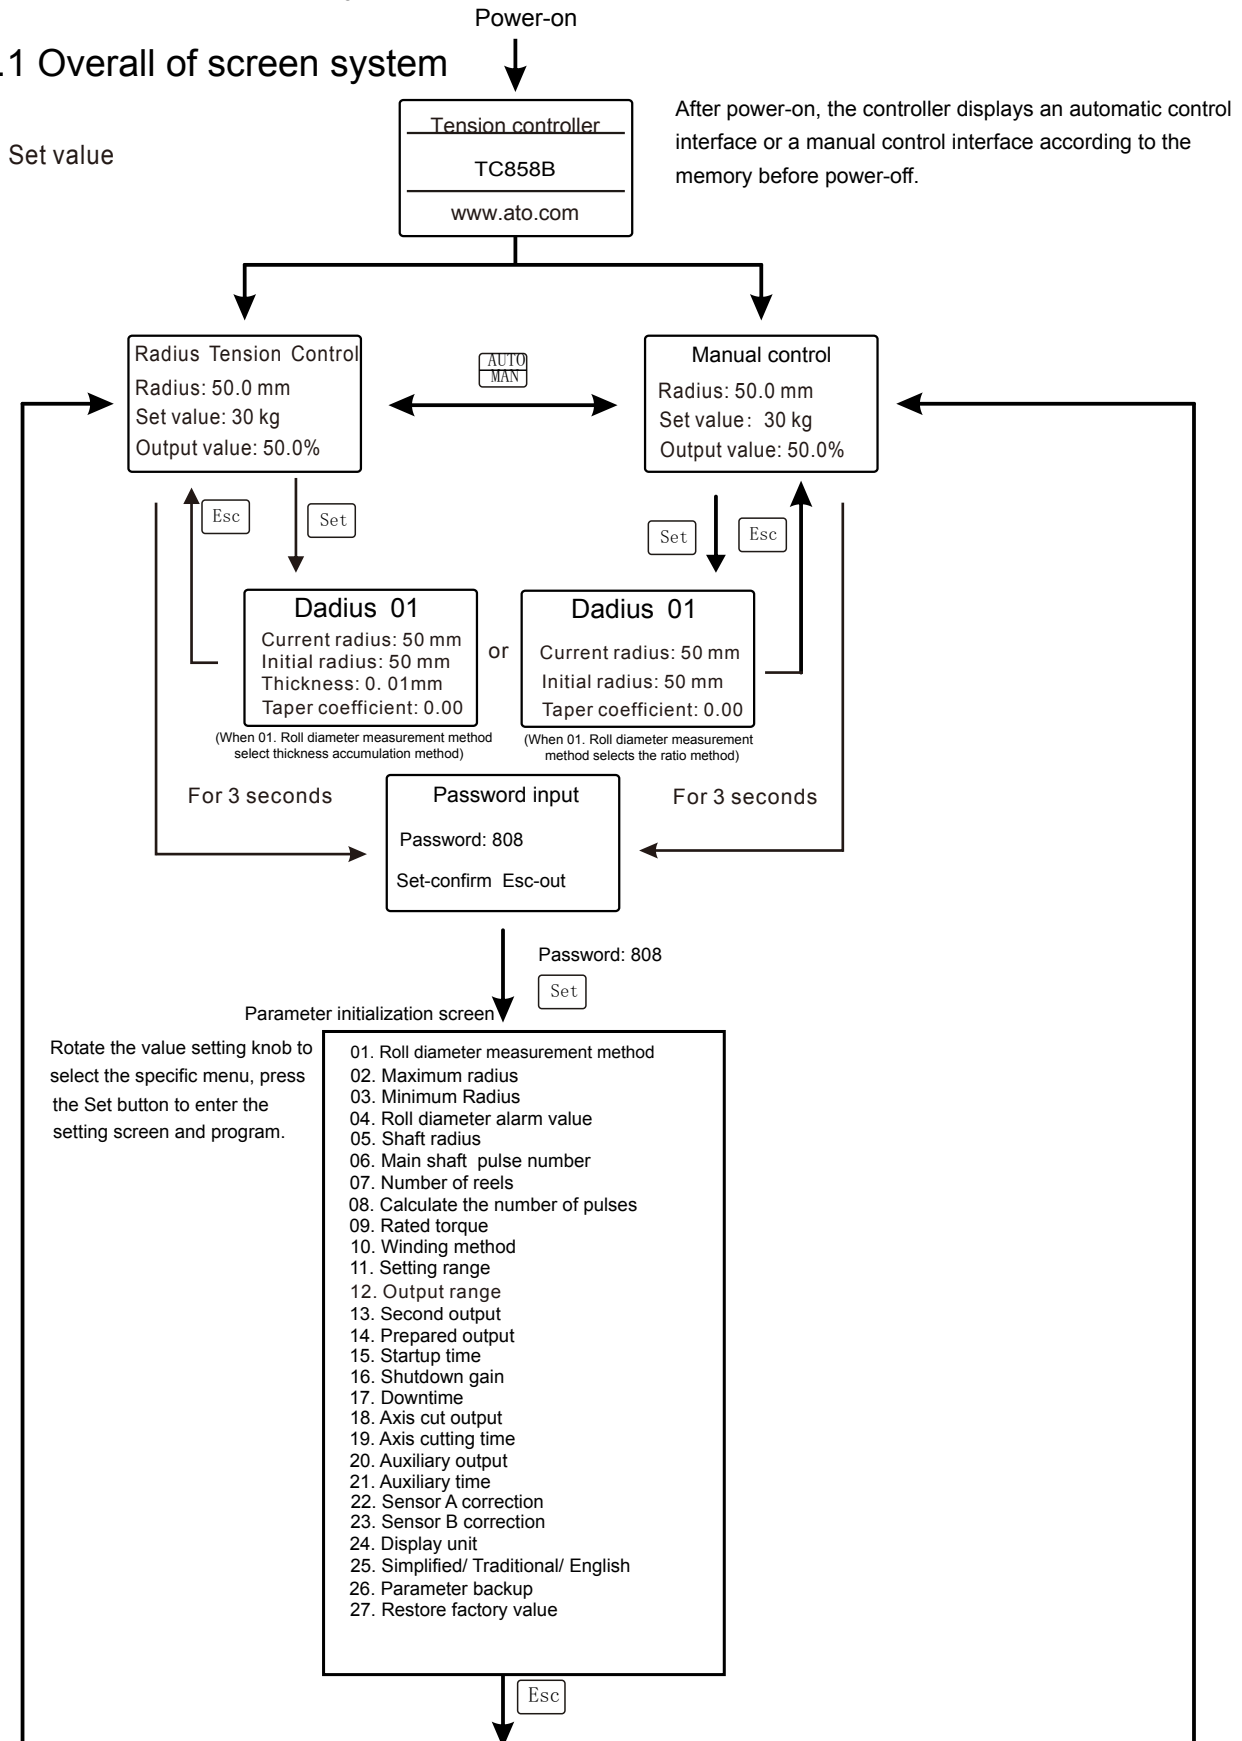 Power-on
.1 Overall of screen system
Set value
Tension controller
TC858B
www.ato.com
After power-on, the controller displays an automatic control
interface or a manual control interface according to the
memory before power-off.
Radius Tension Control
Radius: 50.0 mm
Set value: 30 kg
Output value: 50.0%
AUTO
MAN
Manual control
Radius: 50.0 mm
Set value: 30 kg
Output value: 50.0%
Esc
Set
Set
Esc
Dadius 01
Current radius: 50 mm
Initial radius: 50 mm
Thickness: 0. 01mm
Taper coefficient: 0.00
or
Dadius 01
Current radius: 50 mm
Initial radius: 50 mm
Taper coefficient: 0.00
(When 01. Roll diameter measurement method
select thickness accumulation method)
(When 01. Roll diameter measurement
method selects the ratio method)
For 3 seconds
Password input
Password: 808
Set-confirm Esc-out
For 3 seconds
Password: 808
Set
Parameter initialization screen
Rotate the value setting knob to
select the specific menu, press
the Set button to enter the
setting screen and program.
01. Roll diameter measurement method
02. Maximum radius
03. Minimum Radius
04. Roll diameter alarm value
05. Shaft radius
06. Main shaft pulse number
07. Number of reels
08. Calculate the number of pulses
09. Rated torque
10. Winding method
11. Setting range
12. Output range
13. Second output
14. Prepared output
15. Startup time
16. Shutdown gain
17. Downtime
18. Axis cut output
19. Axis cutting time
20. Auxiliary output
21. Auxiliary time
22. Sensor A correction
23. Sensor B correction
24. Display unit
25. Simplified/ Traditional/ English
26. Parameter backup
27. Restore factory value
Esc